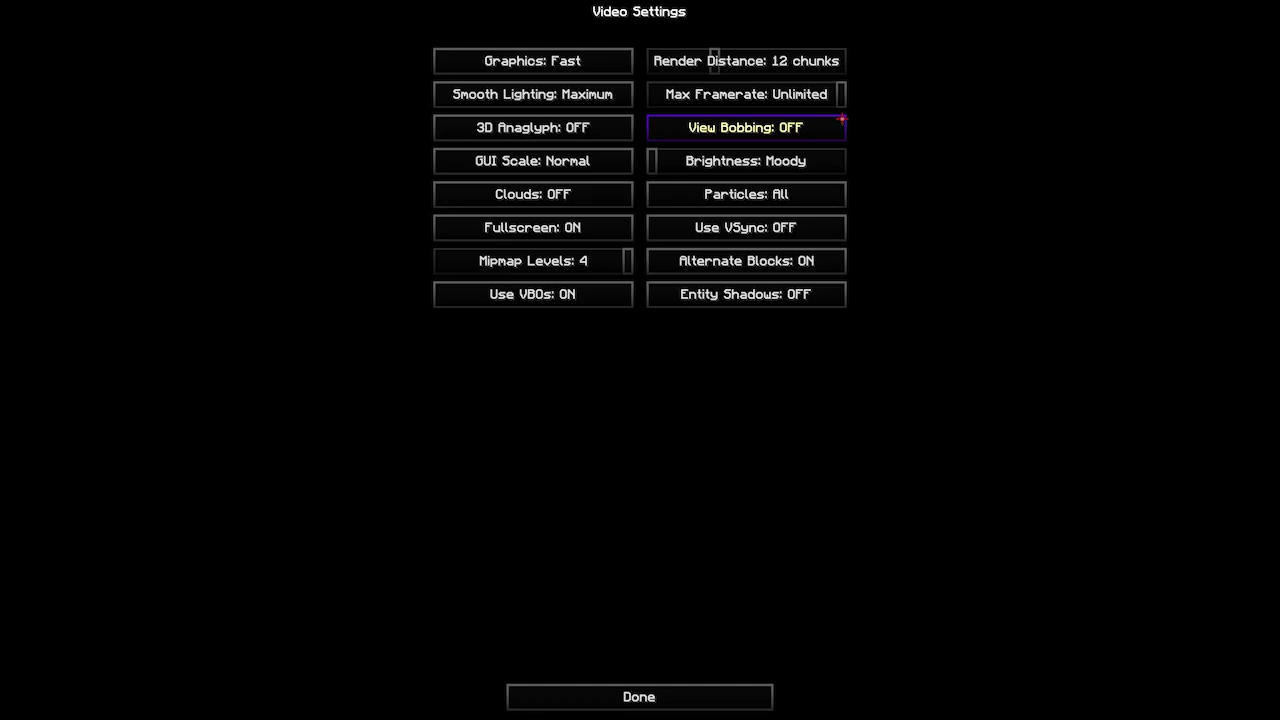 Video Settings
Graphics: Fast
Render Distance: 12 chunks
Smooth Lighting: Maximum
Max Framerate: Unlimited
3D Anaglyph: OFF
View Bobbing: OFF
GUI Scale: Normal
Brightness: Moody
Clouds: OFF
Particles: All
Fullscreen: ON
Use VSync: OFF
Mipmap Levels: 4
Alternate Blocks: ON
Use VBOs: ON
Entity Shadows: OFF
Done